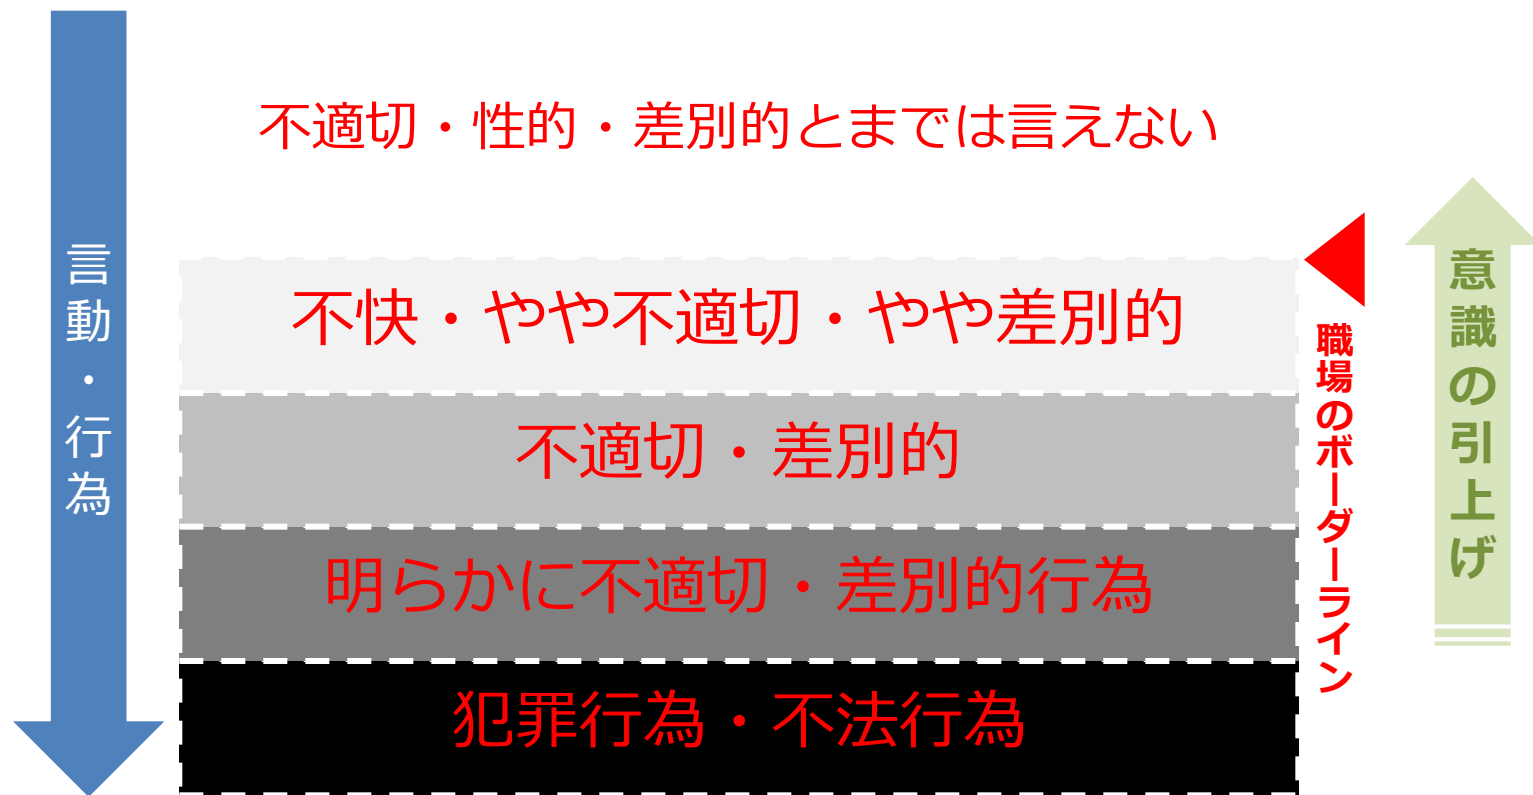 不適切・性的・差別的とまでは言えない
言動・行為
不快・やや不適切・やや差別的
不適切・差別的
明らかに不適切・差別的行為
犯罪行為・不法行為
職場のボーダーライン
意識の引上げ